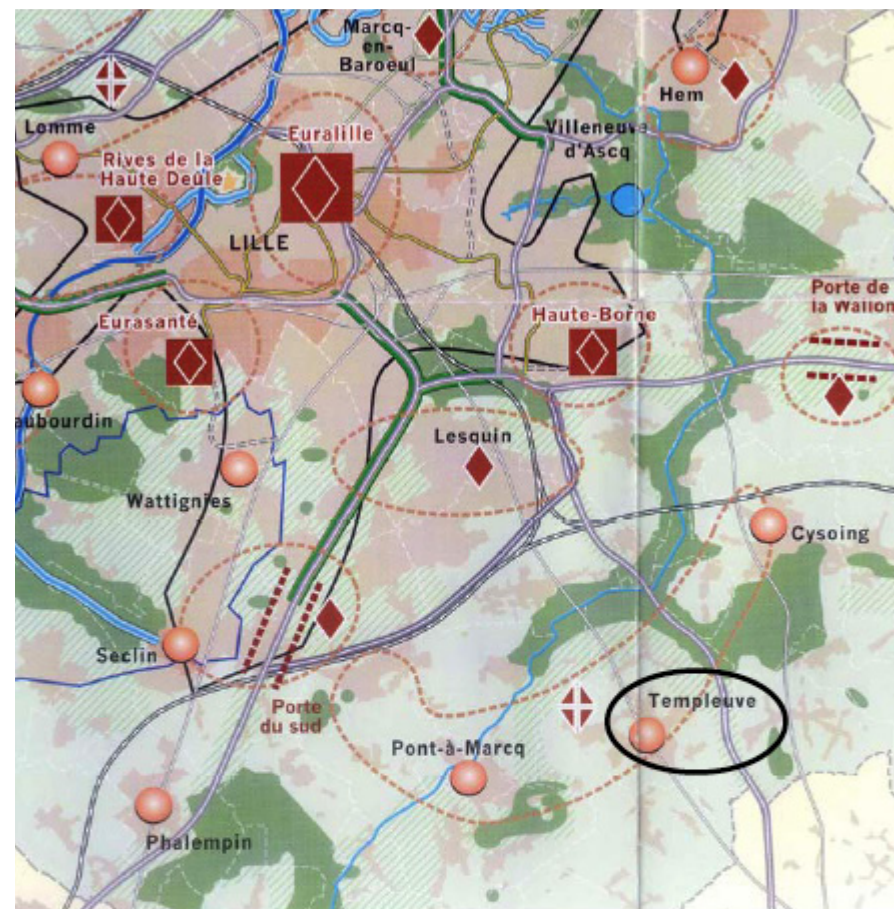 Marcq-
en-
Baroeul
Hem
Lomme
Euralille
Villeneuve
d'Ascq
Rives de la
Haute Deûle
LILLE
Porte de
la Wallon
Eurasanté
Haute-Borne
aubourdin
Lesquin
Wattignies
Cysoing
Seclin
Porte
du sud
Templeuve
Pont-à-Marcq
Phalempin